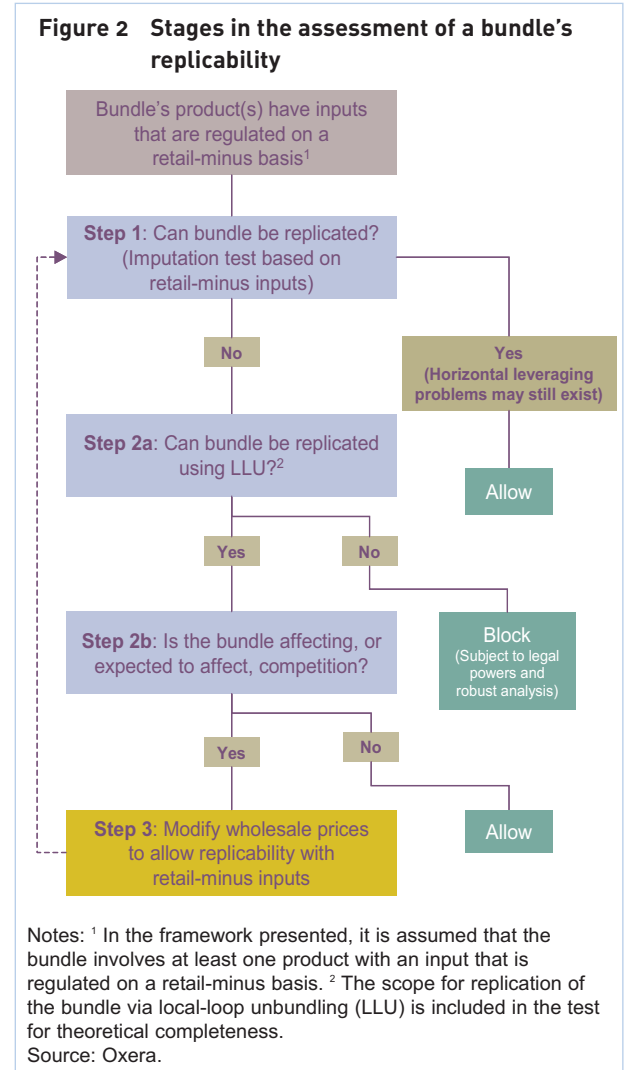 Figure 2 Stages in the assessment of a bundle's
replicability
Bundle's product(s) have inputs
that are regulated on a
retail-minus basis¹
Step 1: Can bundle be replicated?
(Imputation test based on
retail-minus inputs)
No
Yes
(Horizontal leveraging
problems may still exist)
Step 2a: Can bundle be replicated
using LLU?²
Allow
Yes
No
Step 2b: Is the bundle affecting, or
expected to affect, competition?
Block
(Subject to legal
powers and
robust analysis)
Yes
No
Step 3: Modify wholesale prices
to allow replicability with
retail-minus inputs
Allow
Notes: ¹ In the framework presented, it is assumed that the
bundle involves at least one product with an input that is
regulated on a retail-minus basis. ² The scope for replication of
the bundle via local-loop unbundling (LLU) is included in the test
for theoretical completeness.
Source: Oxera.